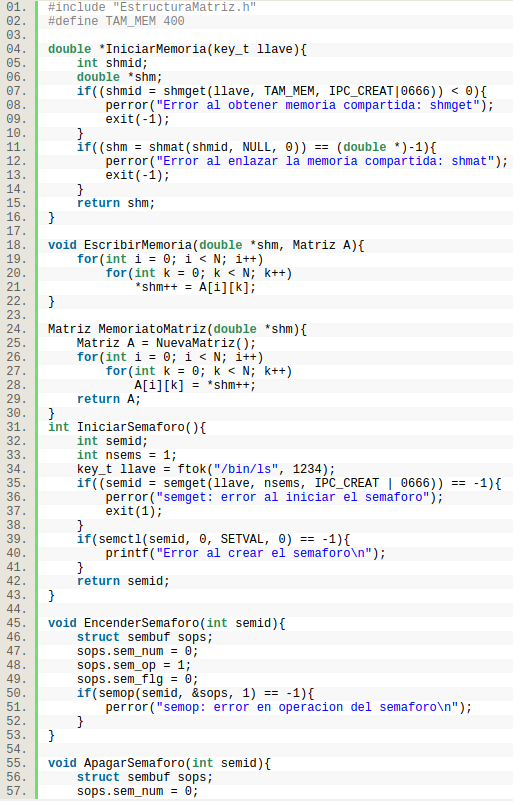 01. #include "EstructuraMatriz.h"
02. #define TAM_MEM 400
03.
04. double *IniciarMemoria(key_t llave){
05.     int shmid;
06.     double *shm;
07.     if((shmid = shmget(llave, TAM_MEM, IPC_CREAT|0666)) < 0){
08.         perror("Error al obtener memoria compartida: shmget");
09.         exit(-1);
10.     }
11.     if((shm = shmat(shmid, NULL, 0)) == (double *)-1){
12.         perror("Error al enlazar la memoria compartida: shmat");
13.         exit(-1);
14.     }
15.     return shm;
16. }
17.
18. void EscribirMemoria(double *shm, Matriz A){
19.     for(int i = 0; i < N; i++)
20.         for(int k = 0; k < N; k++)
21.             *shm++ = A[i][k];
22. }
23.
24. Matriz MemoriatoMatriz(double *shm){
25.     Matriz A = NuevaMatriz();
26.     for(int i = 0; i < N; i++)
27.         for(int k = 0; k < N; k++)
28.             A[i][k] = *shm++;
29.     return A;
30. }
31. int IniciarSemaforo(){
32.     int semid;
33.     int nsems = 1;
34.     key_t llave = ftok("/bin/ls", 1234);
35.     if((semid = semget(llave, nsems, IPC_CREAT | 0666)) == -1){
36.         perror("semget: error al iniciar el semaforo");
37.         exit(1);
38.     }
39.     if(semctl(semid, 0, SETVAL, 0) == -1){
40.         printf("Error al crear el semaforo\n");
41.     }
42.     return semid;
43. }
44.
45. void EncenderSemaforo(int semid){
46.     struct sembuf sops;
47.     sops.sem_num = 0;
48.     sops.sem_op = 1;
49.     sops.sem_flg = 0;
50.     if(semop(semid, &sops, 1) == -1){
51.         perror("semop: error en operacion del semaforo\n");
52.     }
53. }
54.
55. void ApagarSemaforo(int semid){
56.     struct sembuf sops;
57.     sops.sem_num = 0;